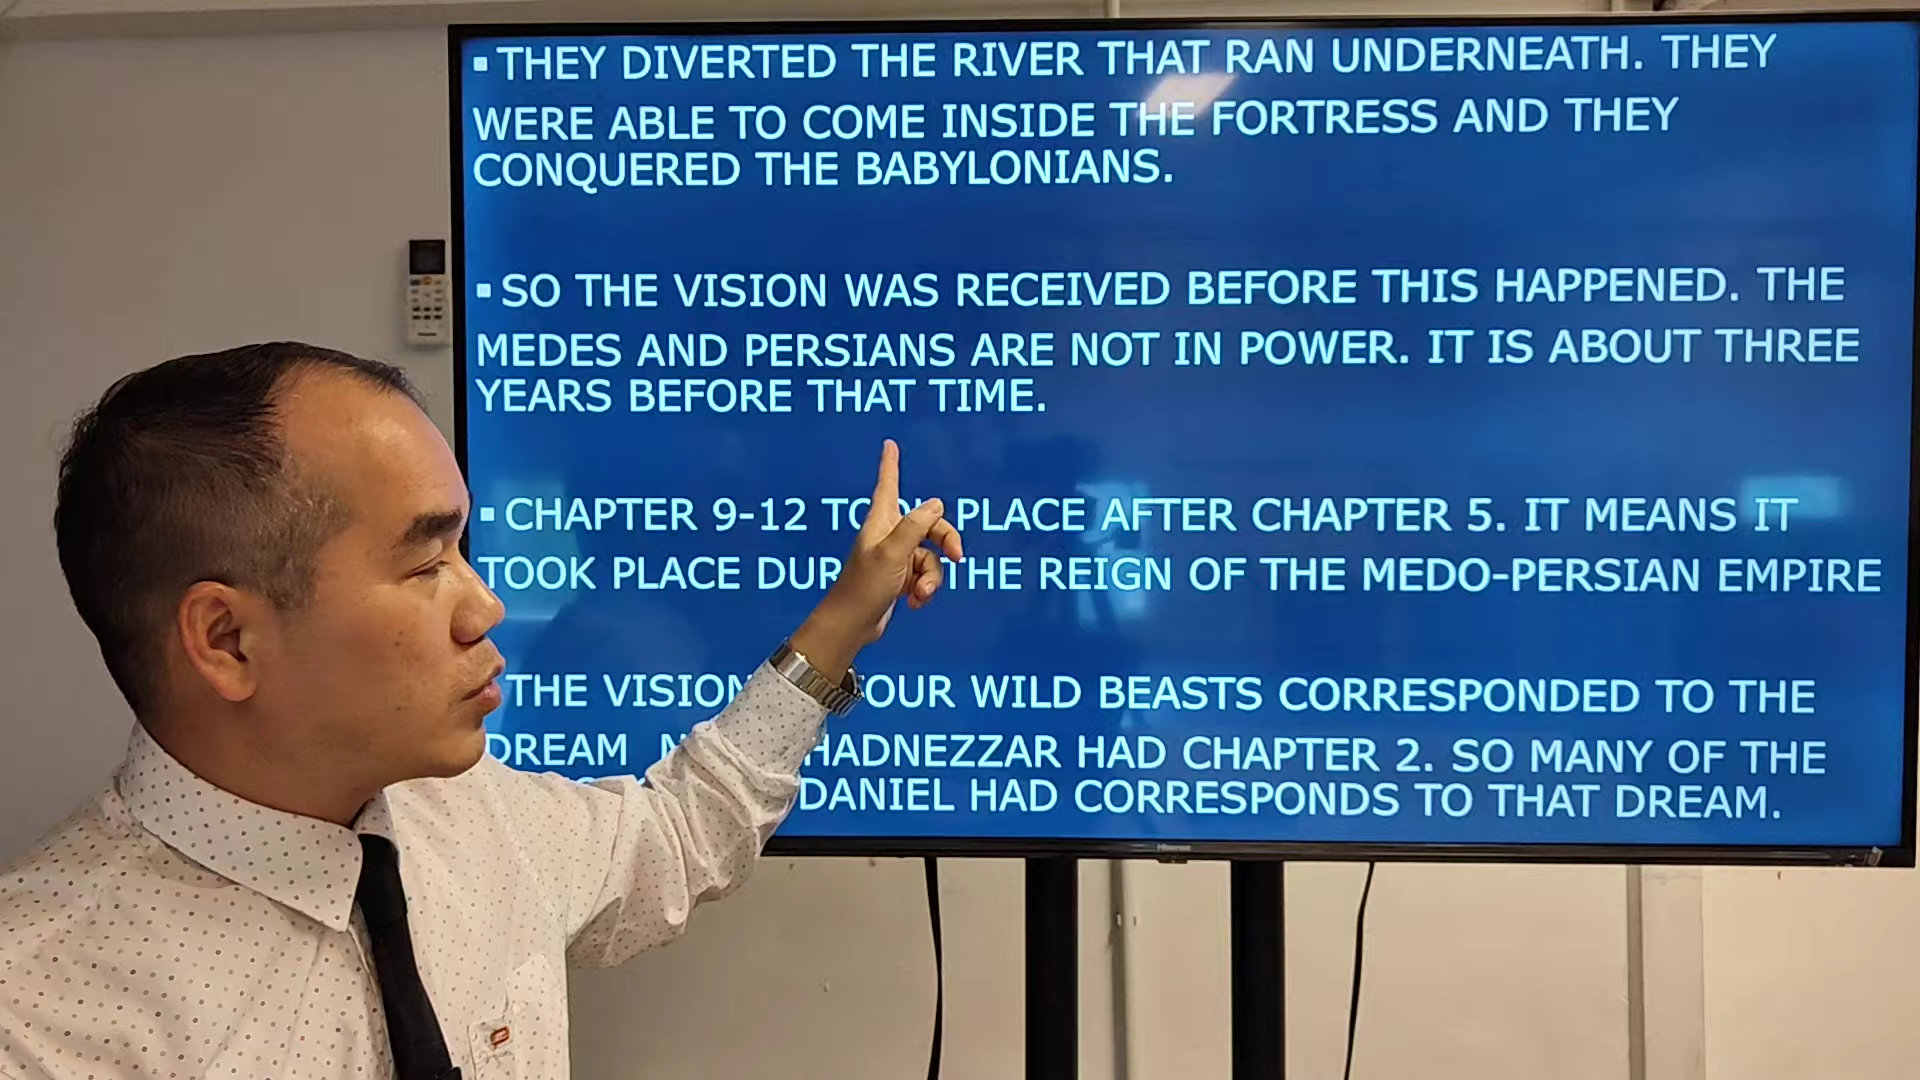 ▪ THEY DIVERTED THE RIVER THAT RAN UNDERNEATH. THEY
WERE ABLE TO COME INSIDE THE FORTRESS AND THEY
CONQUERED THE BABYLONIANS.
▪ SO THE VISION WAS RECEIVED BEFORE THIS HAPPENED. THE
MEDES AND PERSIANS ARE NOT IN POWER. IT IS ABOUT THREE
YEARS BEFORE THAT TIME.
▪ CHAPTER 9-12 PLACE AFTER CHAPTER 5. IT MEANS IT
TOOK PLACE THE REIGN OF THE MEDO-PERSIAN EMPIRE
THE VISION FOUR WILD BEASTS CORRESPONDED TO THE
DREAM HAD CHAPTER 2. SO MANY OF THE
DANIEL HAD CORRESPONDS TO THAT DREAM.
Hisense